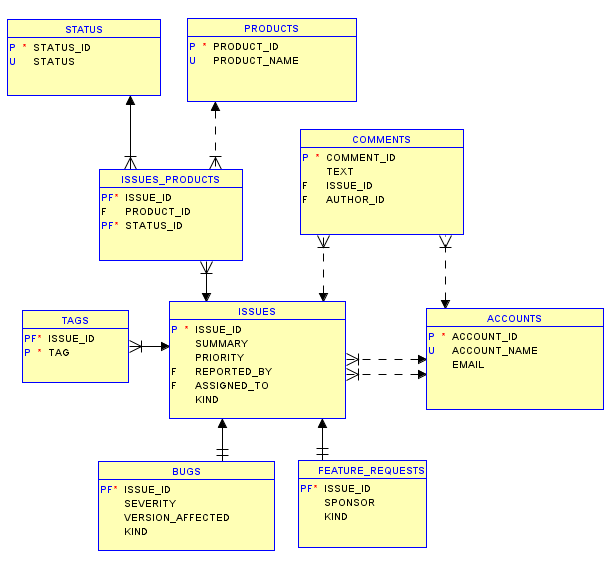 STATUS
P * STATUS_ID
U STATUS
PRODUCTS
P * PRODUCT_ID
U PRODUCT_NAME
COMMENTS
P * COMMENT_ID
TEXT
F ISSUE_ID
F AUTHOR_ID
ISSUES_PRODUCTS
PF* ISSUE_ID
F PRODUCT_ID
PF* STATUS_ID
TAGS
PF* ISSUE_ID
P * TAG
ISSUES
P * ISSUE_ID
SUMMARY
PRIORITY
F REPORTED_BY
F ASSIGNED_TO
KIND
ACCOUNTS
P * ACCOUNT_ID
U ACCOUNT_NAME
EMAIL
BUGS
PF* ISSUE_ID
SEVERITY
VERSION_AFFECTED
KIND
FEATURE_REQUESTS
PF* ISSUE_ID
SPONSOR
KIND